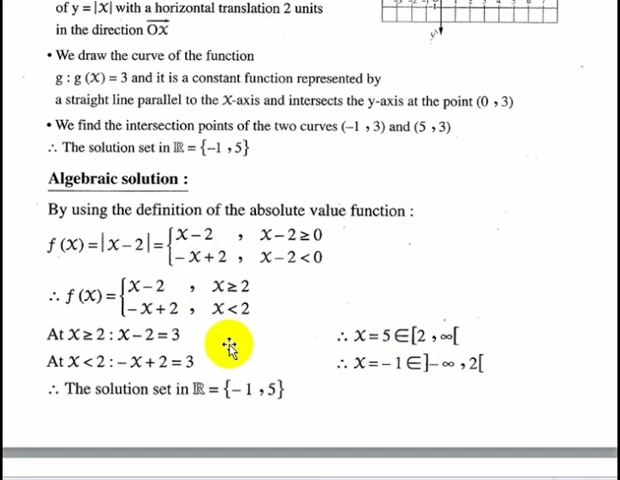 of y = |X| with a horizontal translation 2 units
in the direction OX
• We draw the curve of the function
g : g (X) = 3 and it is a constant function represented by
a straight line parallel to the X-axis and intersects the y-axis at the point (0 , 3)
• We find the intersection points of the two curves (−1 , 3) and (5 , 3)
∴ The solution set in ℝ = {−1 , 5}
Algebraic solution :
By using the definition of the absolute value function :
f (X) = |X − 2| = { X − 2 , X − 2 ≥ 0
−X + 2 , X − 2 < 0
∴ f (X) = { X − 2 , X ≥ 2
−X + 2 , X < 2
At X ≥ 2 : X − 2 = 3 ∴ X = 5 ∈ [2 , ∞[
At X < 2 : −X + 2 = 3 ∴ X = −1 ∈ ]−∞ , 2[
∴ The solution set in ℝ = {−1 , 5}